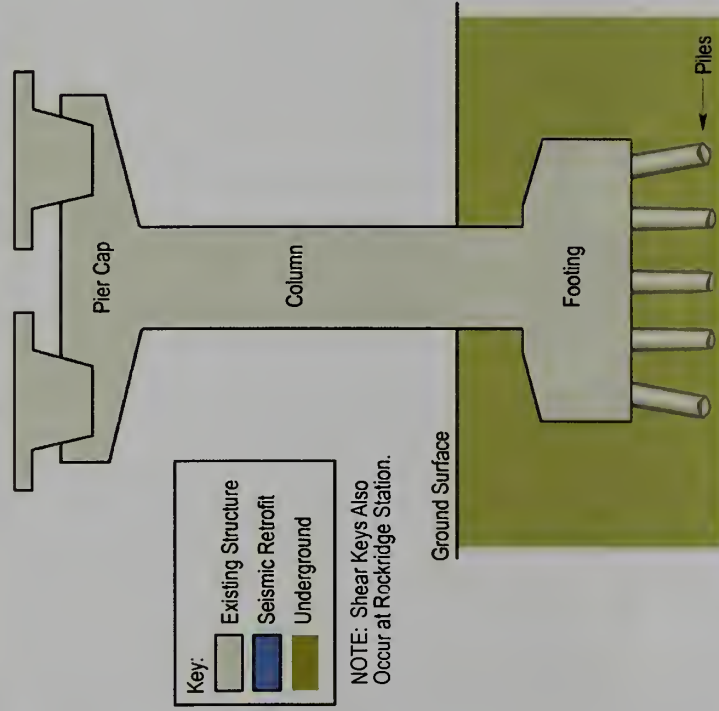 Pier Cap
Column
Key:
Existing Structure
Seismic Retrofit
Underground
NOTE: Shear Keys Also
Occur at Rockridge Station.
Ground Surface
Footing
Piles